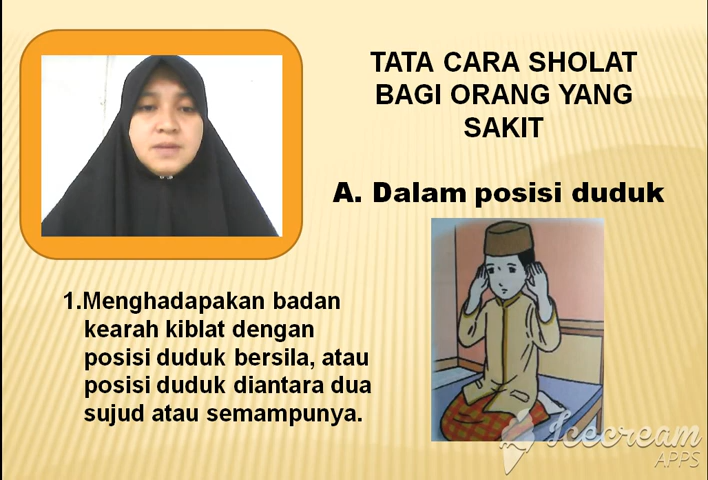 TATA CARA SHOLAT
BAGI ORANG YANG
SAKIT
A. Dalam posisi duduk
1.Menghadapakan badan
kearah kiblat dengan
posisi duduk bersila, atau
posisi duduk diantara dua
sujud atau semampunya.
Icecream
APPS